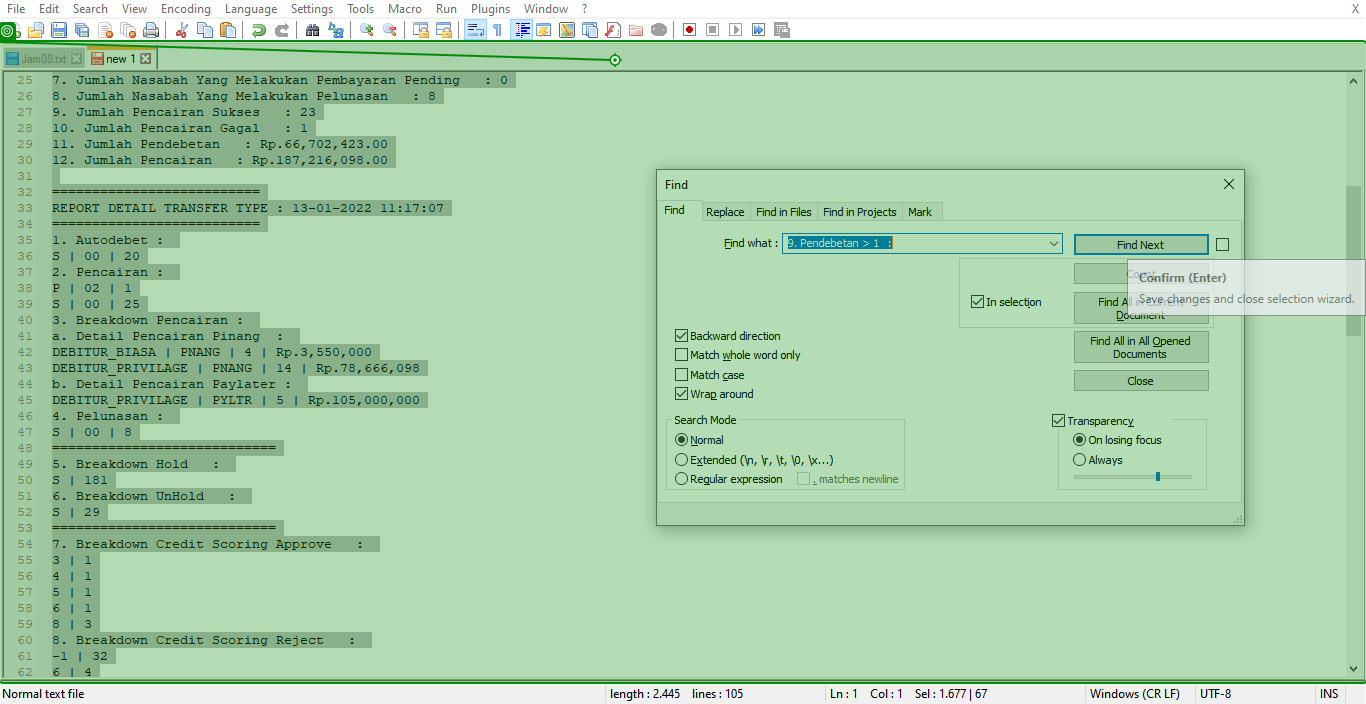 File Edit Search View Encoding Language Settings Tools Macro Run Plugins Window ? X
Jam08.txt new 1
25 7. Jumlah Nasabah Yang Melakukan Pembayaran Pending : 0
26 8. Jumlah Nasabah Yang Melakukan Pelunasan : 8
27 9. Jumlah Pencairan Sukses : 23
28 10. Jumlah Pencairan Gagal : 1
29 11. Jumlah Pendebetan : Rp.66,702,423.00
30 12. Jumlah Pencairan : Rp.187,216,098.00
31
32 ==========================
33 REPORT DETAIL TRANSFER TYPE : 13-01-2022 11:17:07
34 ==========================
35 1. Autodebet :
36 S | 00 | 20
37 2. Pencairan :
38 P | 02 | 1
39 S | 00 | 25
40 3. Breakdown Pencairan :
41 a. Detail Pencairan Pinang :
42 DEBITUR_BIASA | PNANG | 4 | Rp.3,550,000
43 DEBITUR_PRIVILAGE | PNANG | 14 | Rp.78,666,098
44 b. Detail Pencairan Paylater :
45 DEBITUR_PRIVILAGE | PYLTR | 5 | Rp.105,000,000
46 4. Pelunasan :
47 S | 00 | 8
48 ============================
49 5. Breakdown Hold :
50 S | 181
51 6. Breakdown UnHold :
52 S | 29
53 ============================
54 7. Breakdown Credit Scoring Approve :
55 3 | 1
56 4 | 1
57 5 | 1
58 6 | 1
59 8 | 3
60 8. Breakdown Credit Scoring Reject :
61 -1 | 32
62 6 | 4
Find
Find Replace Find in Files Find in Projects Mark
Find what : 9. Pendebetan > 1 :
Find Next
Count
Confirm (Enter)
Save changes and close selection wizard.
In selection
Find All in Current
Document
Backward direction
Find All in All Opened
Documents
Match whole word only
Match case
Close
Wrap around
Search Mode
Normal
Extended (\n, \r, \t, \0, \x...)
Regular expression . matches newline
Transparency
On losing focus
Always
Normal text file length : 2.445 lines : 105 Ln : 1 Col : 1 Sel : 1.677 | 67 Windows (CR LF) UTF-8 INS